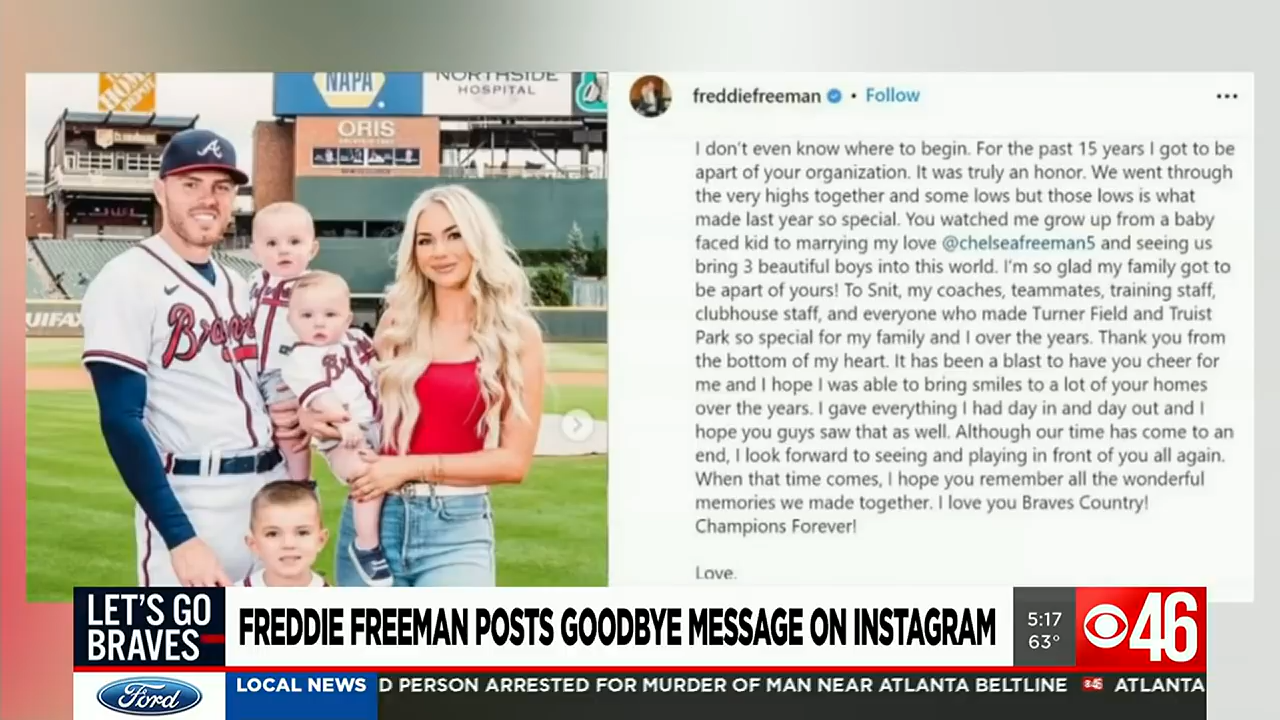 THE HOME DEPOT
NAPA
NORTHSIDE
HOSPITAL
ORIS
A
Braves
UIFAX
freddiefreeman • Follow
I don't even know where to begin. For the past 15 years I got to be
apart of your organization. It was truly an honor. We went through
the very highs together and some lows but those lows is what
made last year so special. You watched me grow up from a baby
faced kid to marrying my love @chelseafreeman5 and seeing us
bring 3 beautiful boys into this world. I'm so glad my family got to
be apart of yours! To Snit, my coaches, teammates, training staff,
clubhouse staff, and everyone who made Turner Field and Truist
Park so special for my family and I over the years. Thank you from
the bottom of my heart. It has been a blast to have you cheer for
me and I hope I was able to bring smiles to a lot of your homes
over the years. I gave everything I had day in and day out and I
hope you guys saw that as well. Although our time has come to an
end, I look forward to seeing and playing in front of you all again.
When that time comes, I hope you remember all the wonderful
memories we made together. I love you Braves Country!
Champions Forever!
Love,
LET'S GO
BRAVES
FREDDIE FREEMAN POSTS GOODBYE MESSAGE ON INSTAGRAM
5:17
63°
46
Ford
LOCAL NEWS
D PERSON ARRESTED FOR MURDER OF MAN NEAR ATLANTA BELTLINE 46 ATLANTA